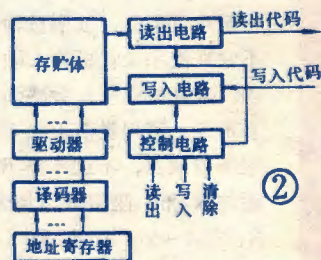 读出电路
读出代码
存贮体
写入电路
写入代码
驱动器
控制电路
译码器
读出
写入
清除
地址寄存器
②